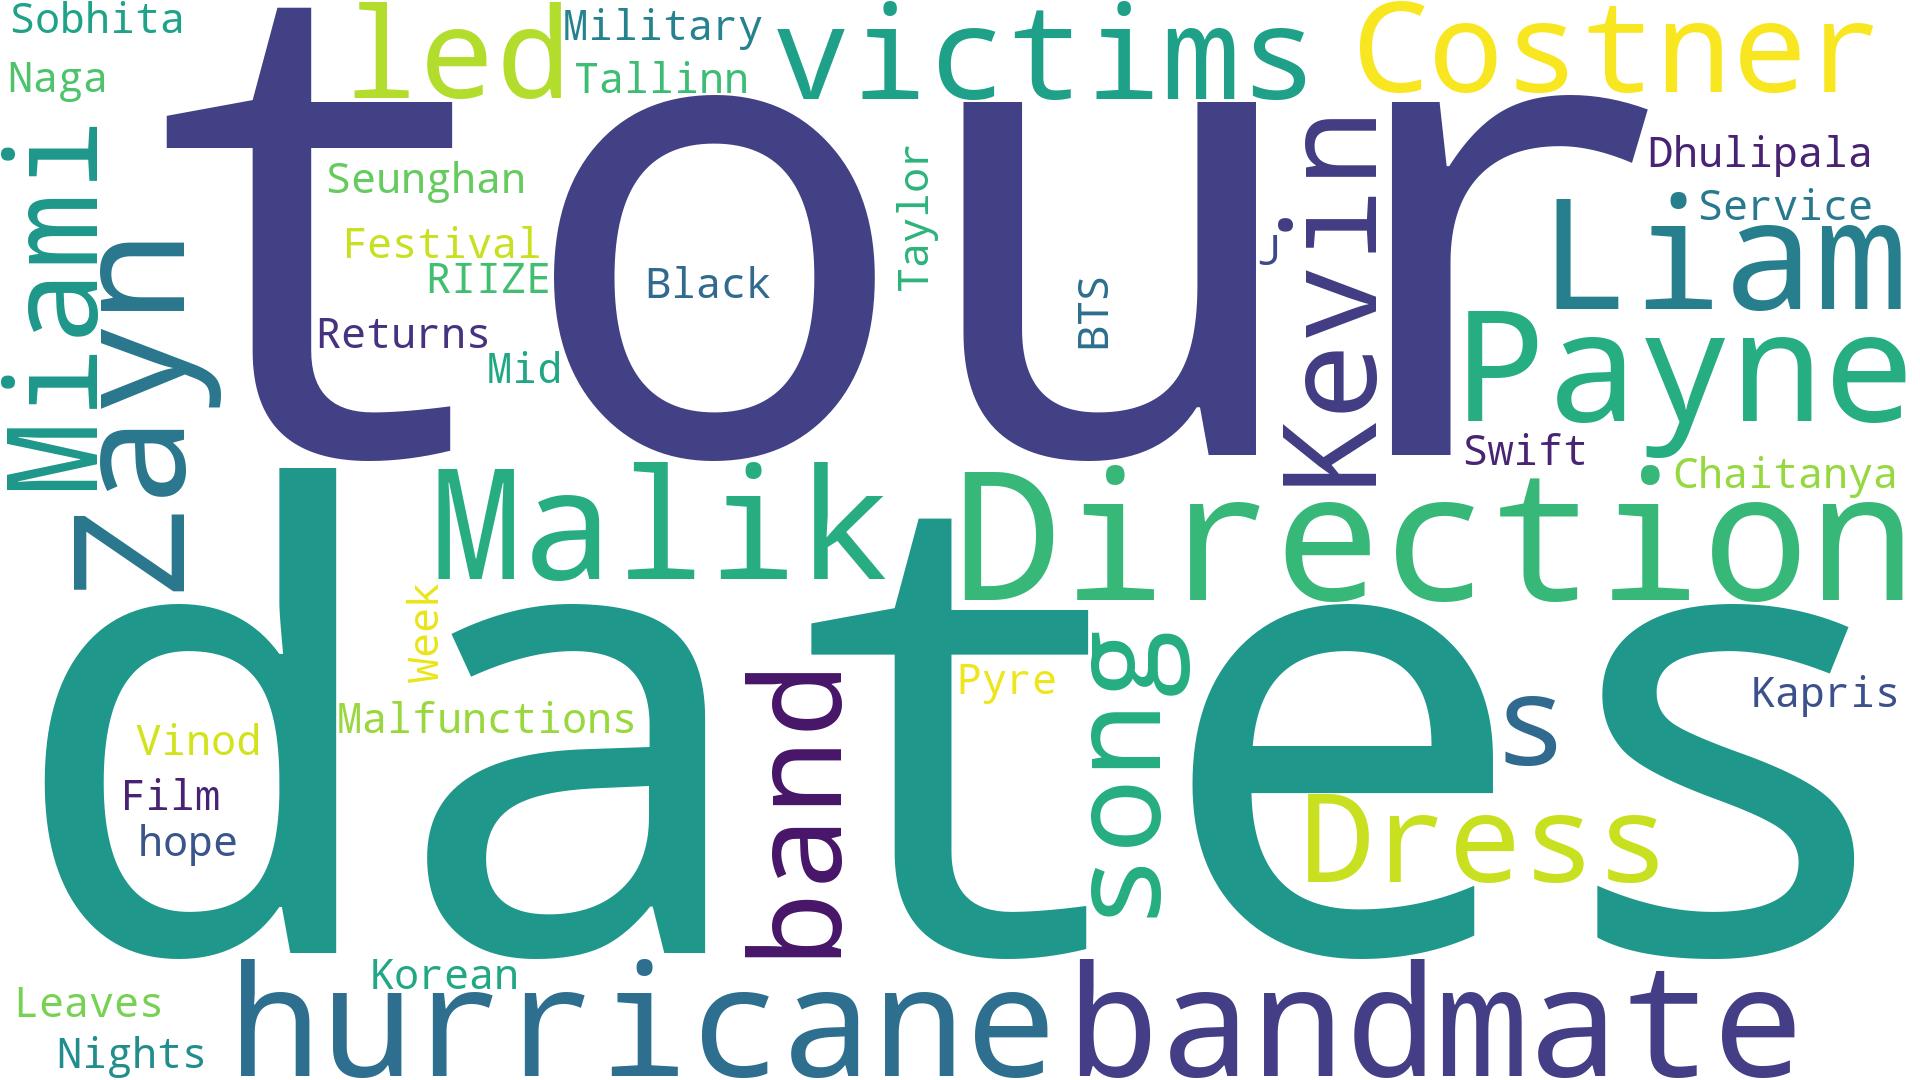 Sobhita
Naga
led
Military
Tallinn
victims
Costner
tour
Miami
Zayn
Seunghan
Festival
RIIZE
Returns
Mid
Black
Taylor
BTS
J
Kevin
Dhulipala
Service
Liam
Payne
Swift
Chaitanya
Malik
Direction
dates
Week
Malfunctions
Vinod
Film
hope
band
Pyre
song
s
Dress
Kapris
Korean
Leaves
Nights
hurricane
bandmate